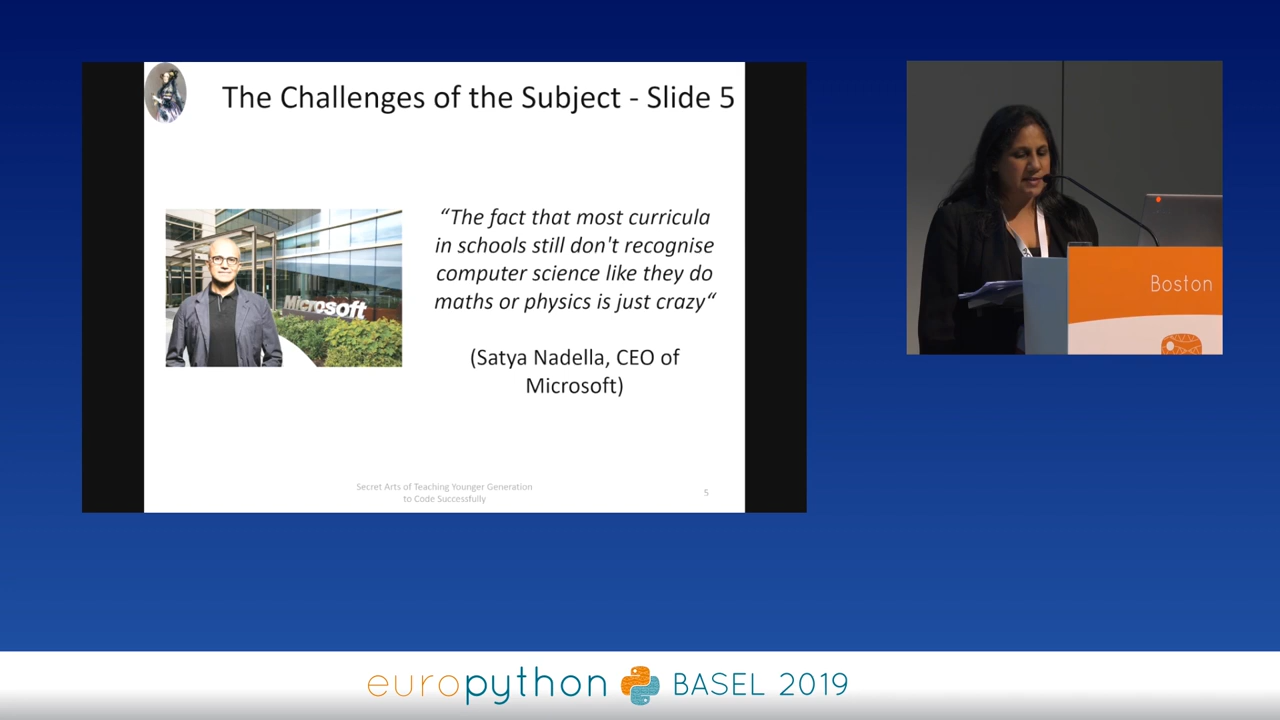 The Challenges of the Subject - Slide 5
“The fact that most curricula
in schools still don't recognise
computer science like they do
maths or physics is just crazy“
(Satya Nadella, CEO of
Microsoft)
Microsoft
Secret Arts of Teaching Younger Generation
to Code Successfully
5
Boston
europython BASEL 2019